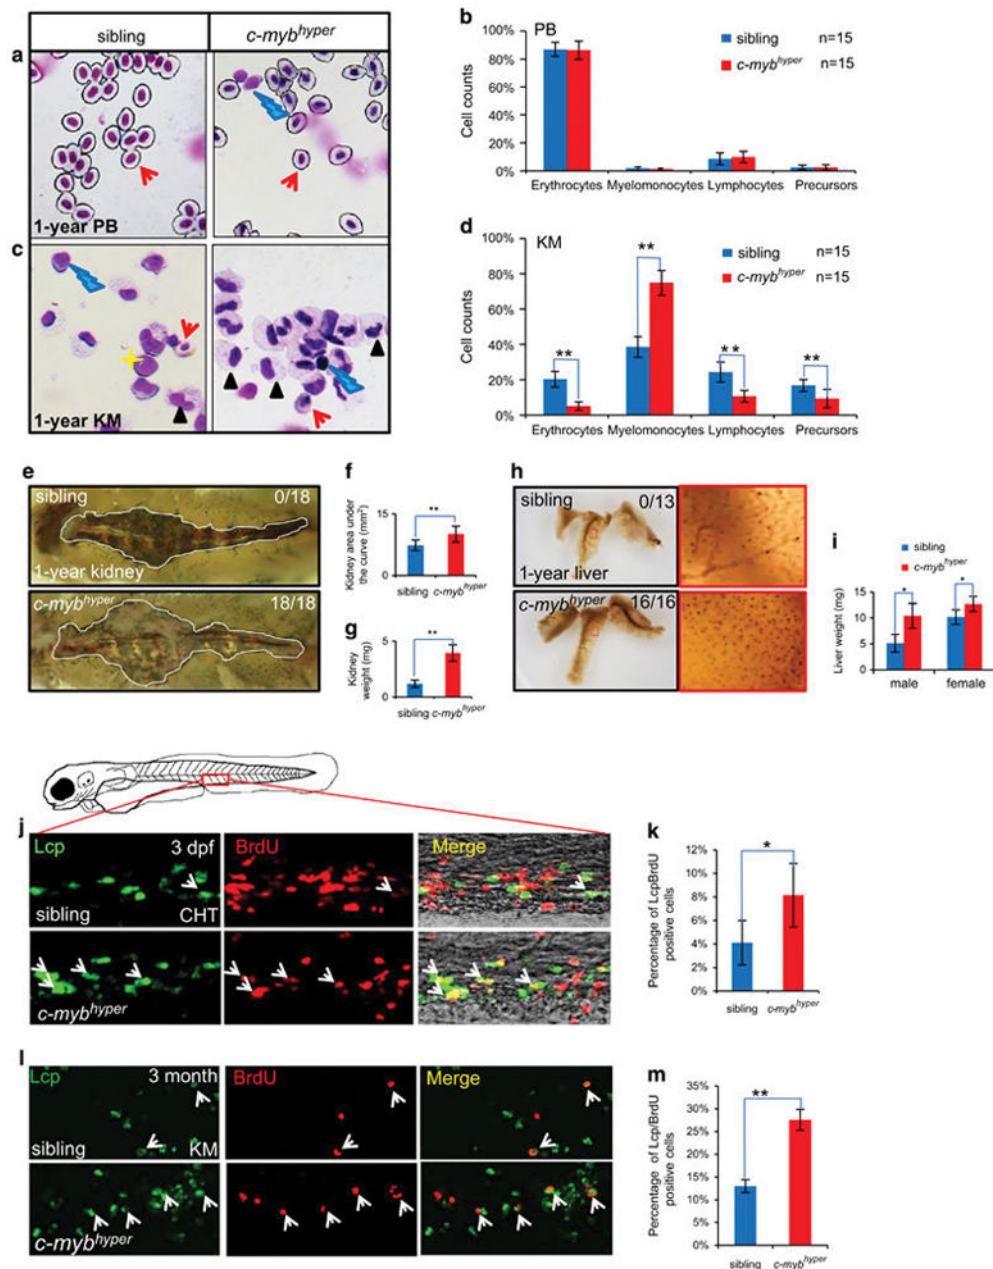 sibling
c-myb^hyper
a
1-year PB
c
1-year KM
b
PB
sibling n=15
c-myb^hyper n=15
Cell counts
100%
80%
60%
40%
20%
0%
Erythrocytes Myelomonocytes Lymphocytes Precursors
d
KM
sibling n=15
c-myb^hyper n=15
Cell counts
100%
80%
60%
40%
20%
0%
**
**
**
**
Erythrocytes Myelomonocytes Lymphocytes Precursors
e
sibling 0/18
1-year kidney
c-myb^hyper 18/18
f
Kidney area under
the curve (mm²)
15
0
**
sibling c-myb^hyper
g
Kidney
weight (mg)
5
0
**
sibling c-myb^hyper
h
sibling 0/13
1-year liver
c-myb^hyper 16/16
i
sibling
c-myb^hyper
Liver weight (mg)
15
10
5
0
*
*
male female
j
Lcp 3 dpf
BrdU
Merge
sibling CHT
c-myb^hyper
k
Percentage of LcpBrdU
positive cells
12%
10%
8%
6%
4%
2%
0%
*
sibling c-myb^hyper
l
Lcp 3 month
BrdU
Merge
sibling KM
c-myb^hyper
m
Percentage of Lcp/BrdU
positive cells
35%
30%
25%
20%
15%
10%
5%
0%
**
sibling c-myb^hyper